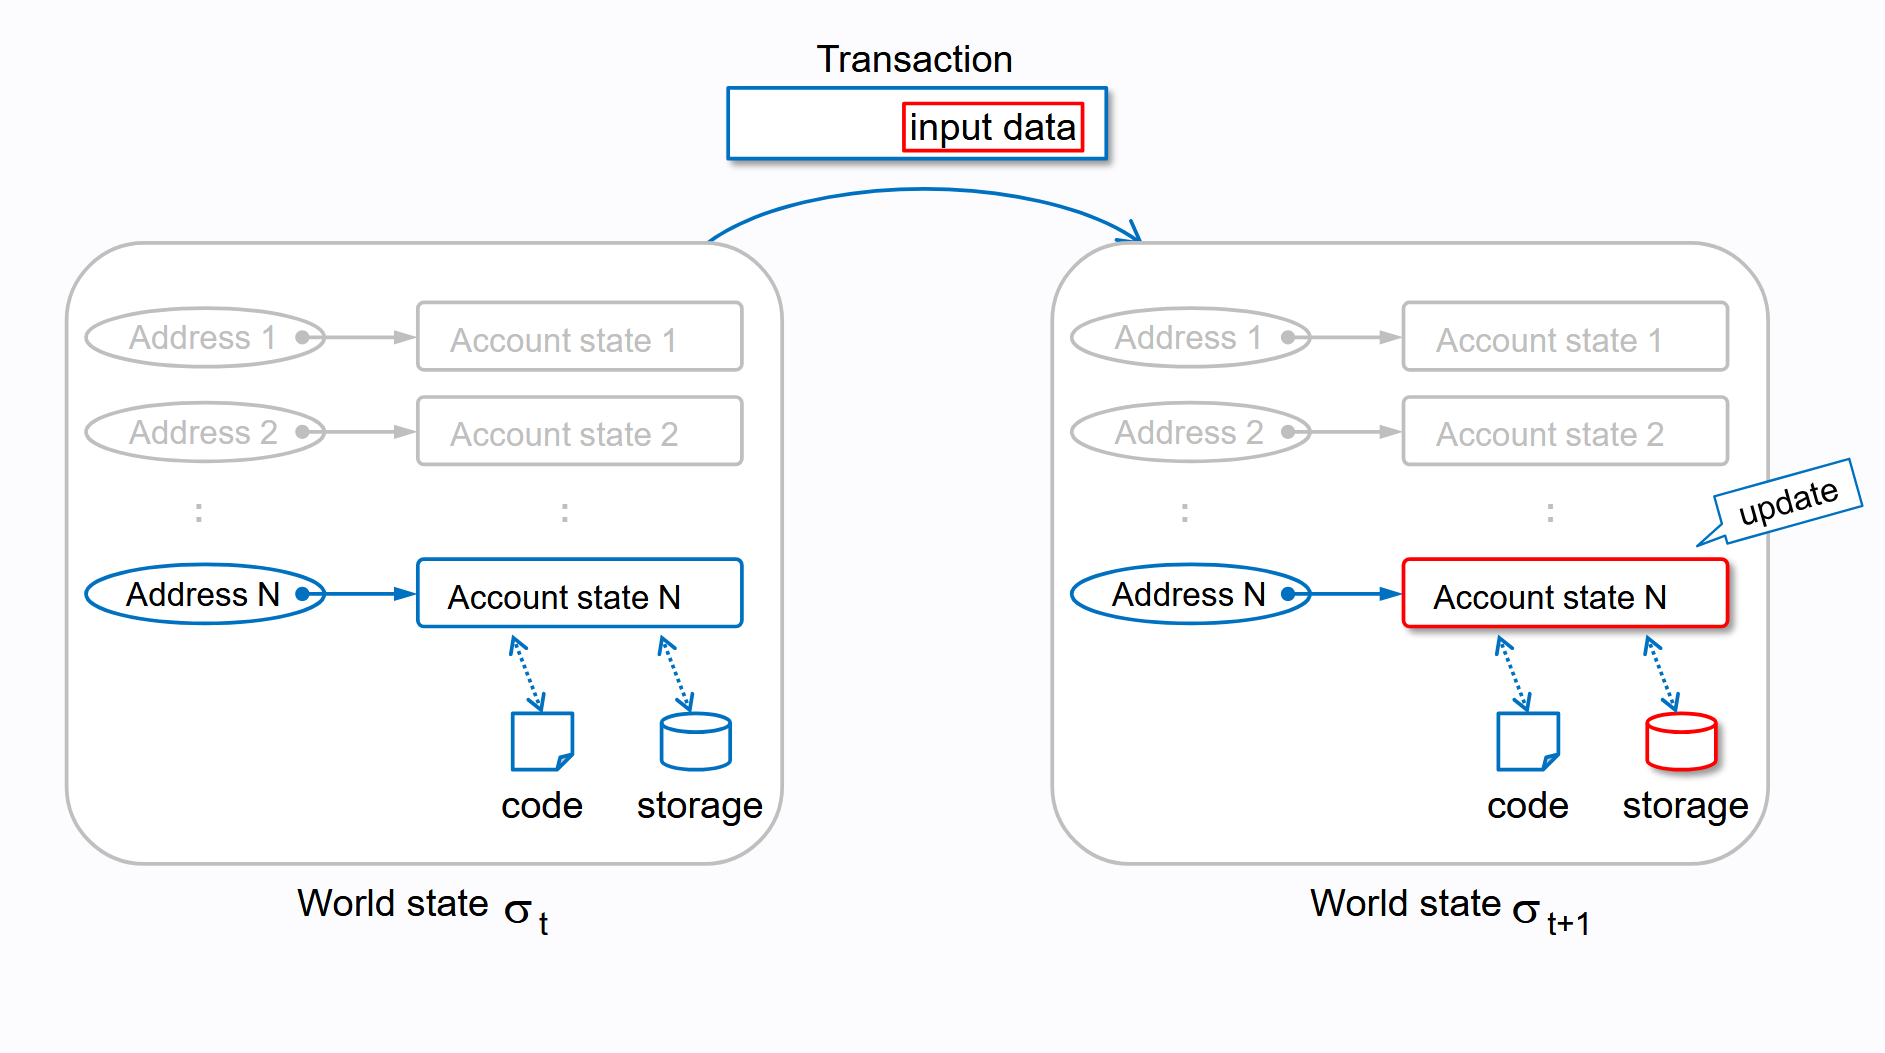 Transaction
input data
Address 1
Account state 1
Address 2
Account state 2
:
:
Address N
Account state N
code
storage
World state σ t
Address 1
Account state 1
Address 2
Account state 2
:
:
update
Address N
Account state N
code
storage
World state σ t+1